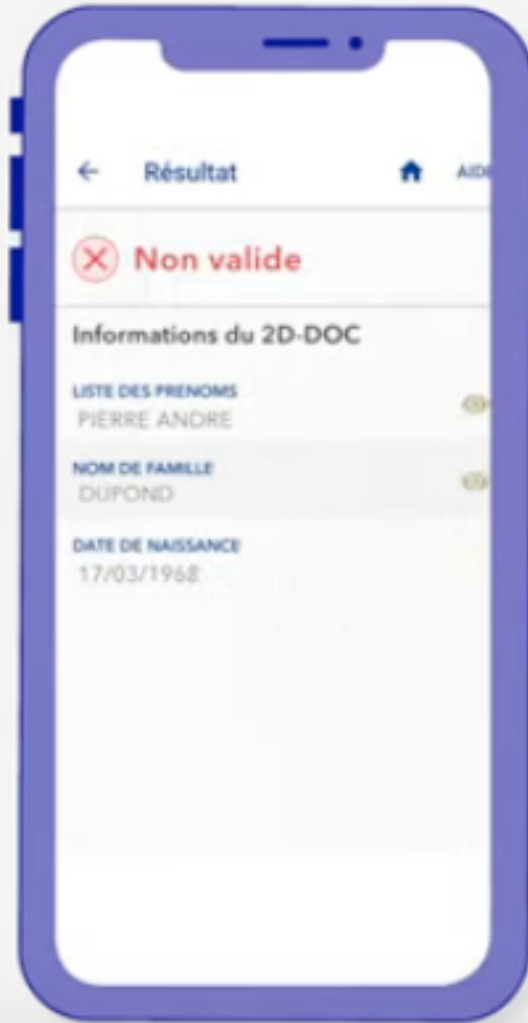 Résultat
Non valide
Informations du 2D-DOC
LISTE DES PRENOMS
PIERRE ANDRE
NOM DE FAMILLE
DUPOND
DATE DE NAISSANCE
17/03/1968